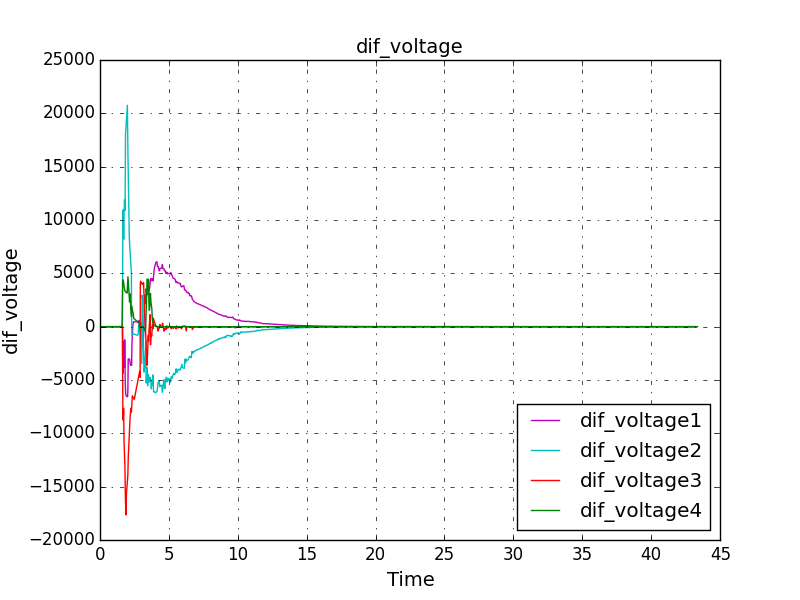 dif_voltage
25000
20000
15000
10000
5000
0
−5000
−10000
−15000
−20000
dif_voltage
0 5 10 15 20 25 30 35 40 45
Time
dif_voltage1
dif_voltage2
dif_voltage3
dif_voltage4